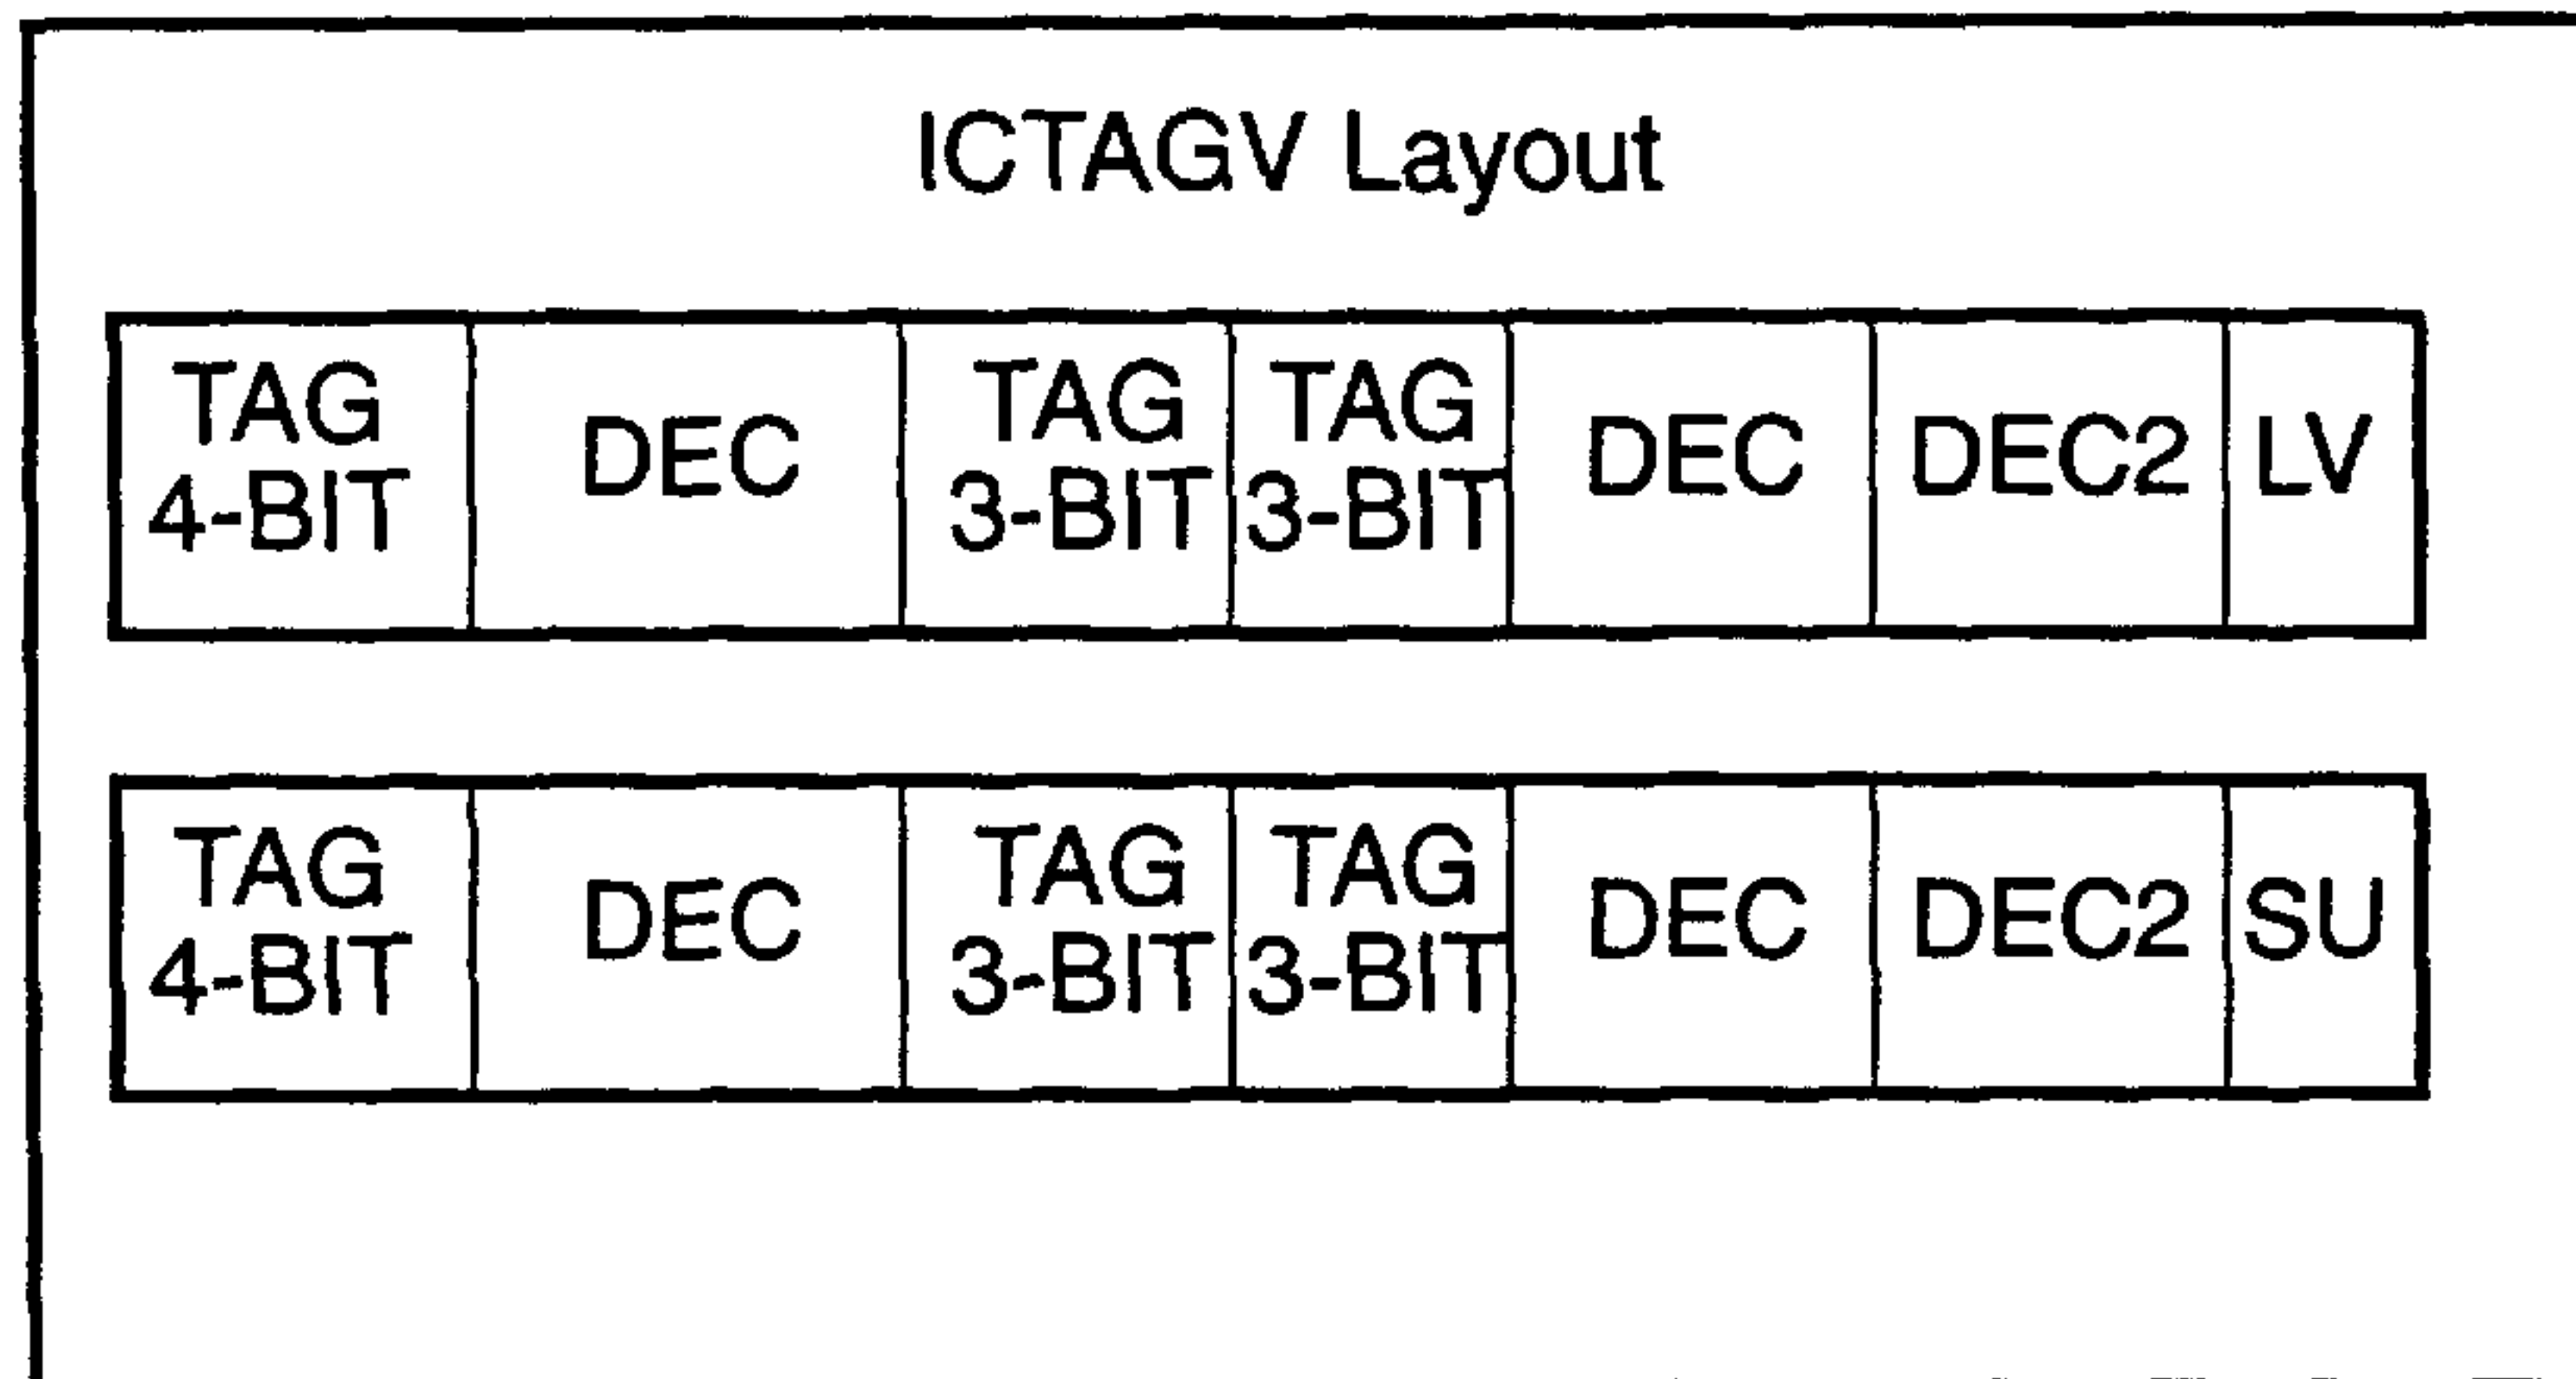 ICTAGV Layout
TAG 4-BIT DEC TAG 3-BIT TAG 3-BIT DEC DEC2 LV
TAG 4-BIT DEC TAG 3-BIT TAG 3-BIT DEC DEC2 SU